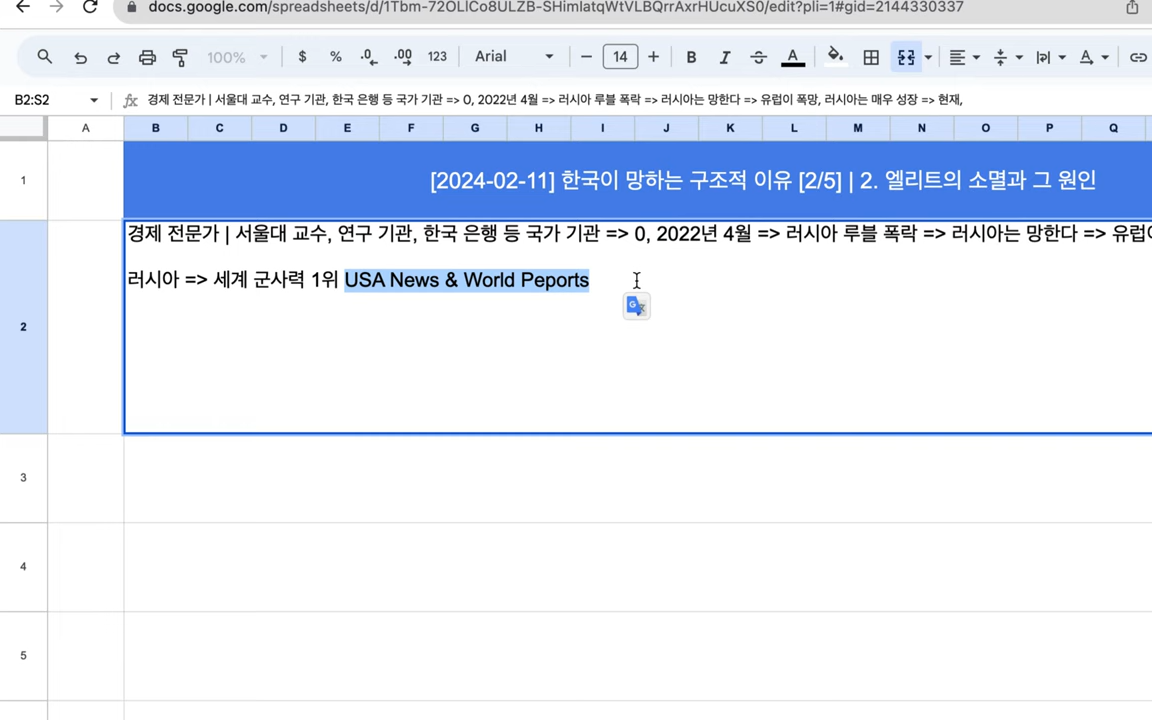 docs.google.com/spreadsheets/d/1Tbm-72OLlCo8ULZB-SHimlatqWtVLBQrrAxrHUcuXS0/edit?pli=1#gid=2144330337
100% $ % .0 .00 123 Arial 14 B I A
B2:S2 fx 경제 전문가 | 서울대 교수, 연구 기관, 한국 은행 등 국가 기관 => 0, 2022년 4월 => 러시아 루블 폭락 => 러시아는 망한다 => 유럽이 폭망, 러시아는 매우 성장 => 현재,
A B C D E F G H I J K L M N O P Q
1 [2024-02-11] 한국이 망하는 구조적 이유 [2/5] | 2. 엘리트의 소멸과 그 원인
경제 전문가 | 서울대 교수, 연구 기관, 한국 은행 등 국가 기관 => 0, 2022년 4월 => 러시아 루블 폭락 => 러시아는 망한다 => 유럽
러시아 => 세계 군사력 1위 USA News & World Peports
2
3
4
5